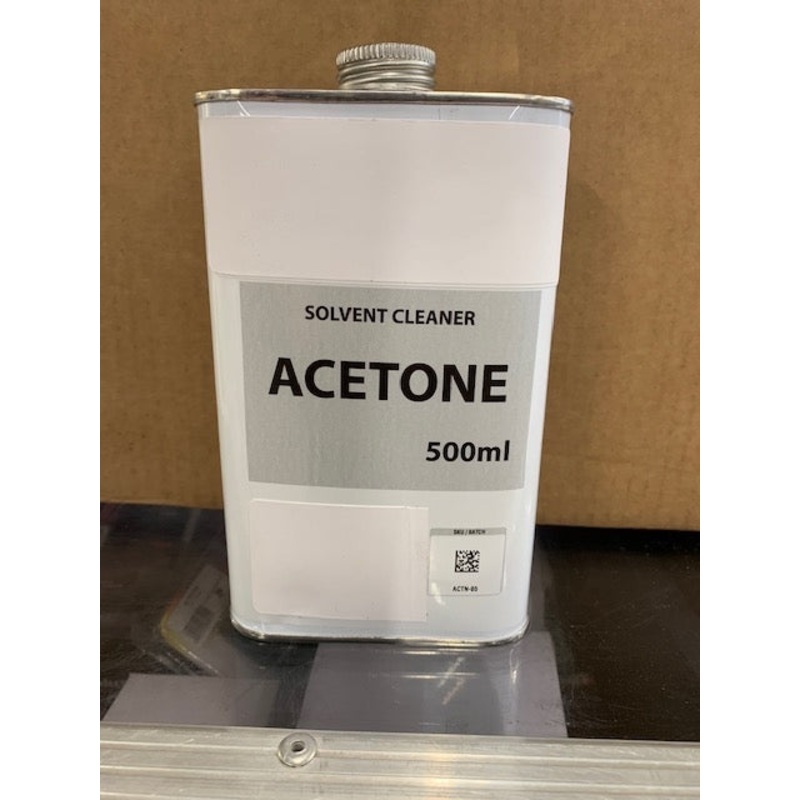 SOLVENT CLEANER
ACETONE
500ml
SKU / BATCH
ACTN-05